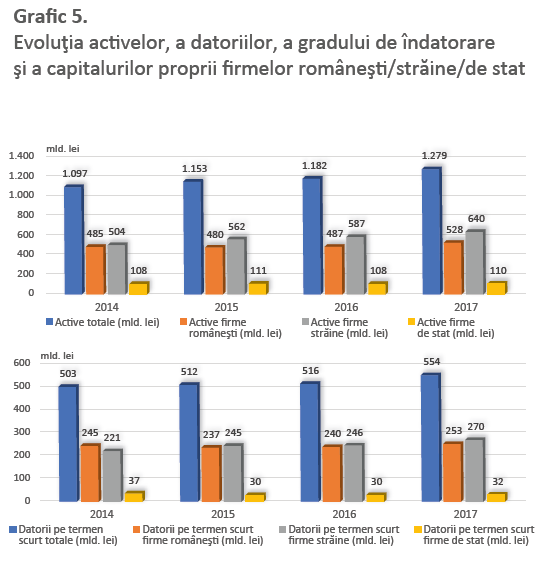 Grafic 5.
Evoluţia activelor, a datoriilor, a gradului de îndatorare
şi a capitalurilor proprii firmelor româneşti/străine/de stat
mld. lei
1.400
1.200
1.000
800
600
400
200
0
1.097
485
504
108
1.153
480
562
111
1.182
487
587
108
1.279
528
640
110
2014
2015
2016
2017
Active totale (mld. lei)
Active firme
româneşti (mld. lei)
Active firme
străine (mld. lei)
Active firme
de stat (mld. lei)
mld. lei
600
500
400
300
200
100
0
503
245
221
37
512
237
245
30
516
240
246
30
554
253
270
32
2014
2015
2016
2017
Datorii pe termen
scurt totale (mld. lei)
Datorii pe termen scurt
firme româneşti (mld. lei)
Datorii pe termen scurt
firme străine (mld. lei)
Datorii pe termen scurt
firme de stat (mld. lei)